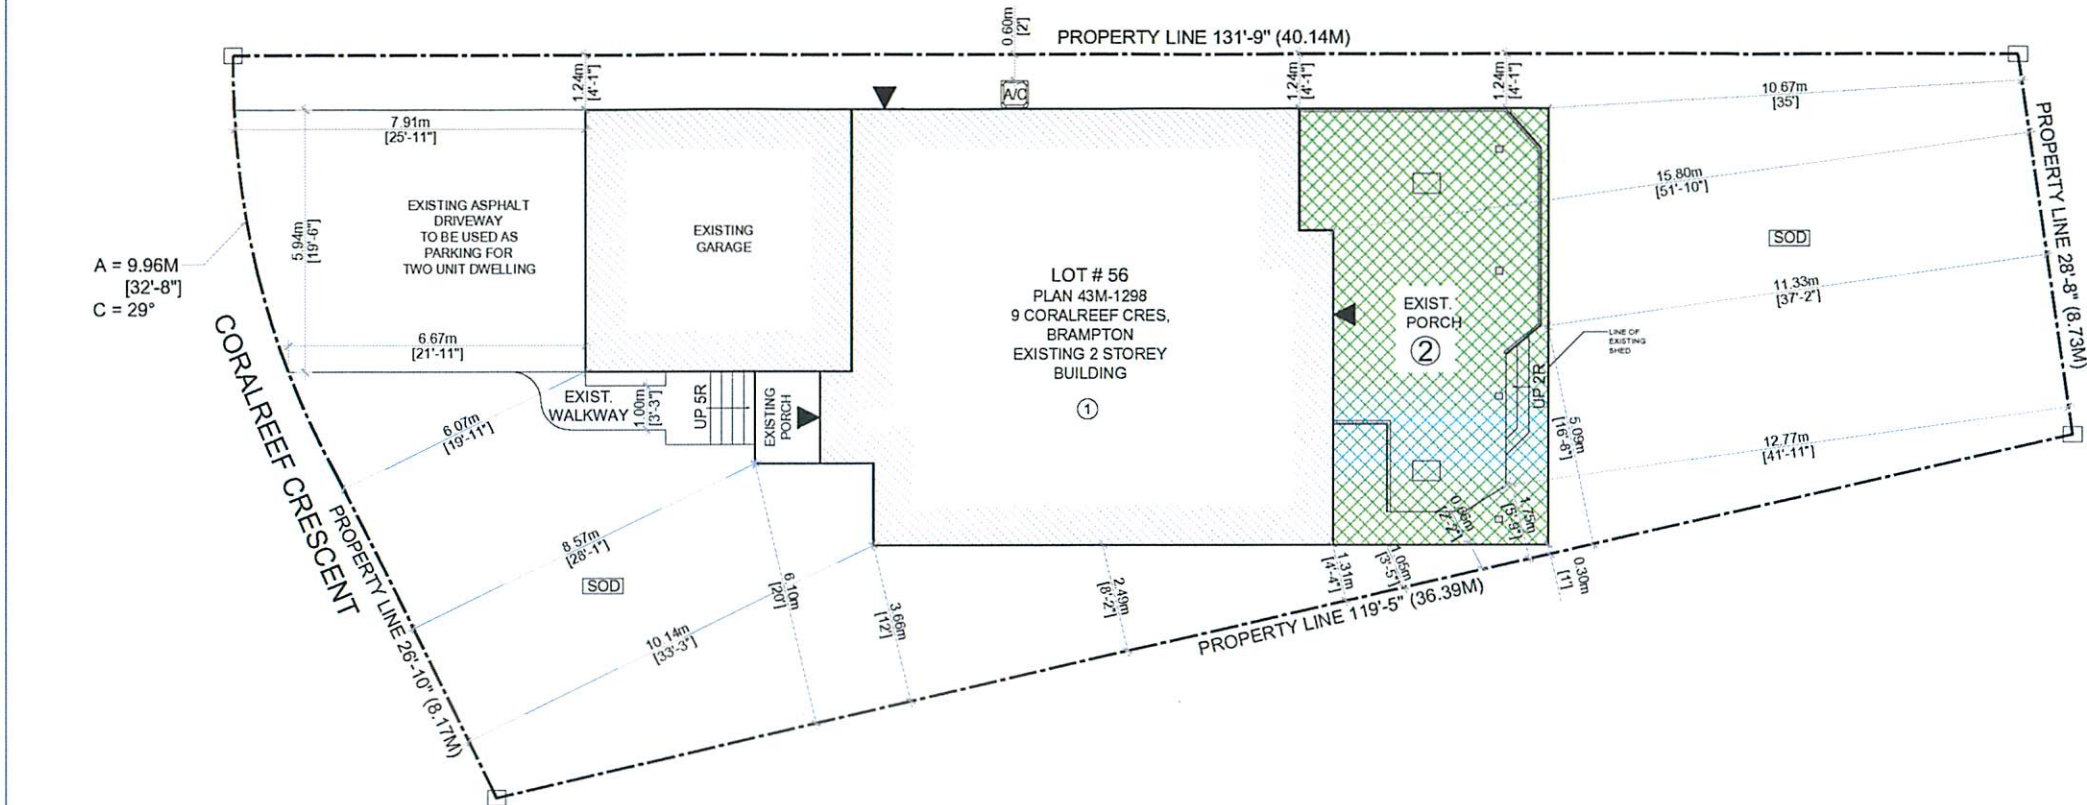 0.60m
[2']
PROPERTY LINE 131'-9" (40.14M)
1.24m
[4'-1"]
A/C
1.24m
[4'-1"]
1.24m
[4'-1"]
10.67m
[35']
7.91m
[25'-11"]
PROPERTY LINE 28'-8" (8.73M)
15.80m
[51'-10"]
EXISTING ASPHALT
DRIVEWAY
TO BE USED AS
PARKING FOR
TWO UNIT DWELLING
5.94m
[19'-6"]
EXISTING
GARAGE
SOD
A = 9.96M
[32'-8"]
C = 29°
LOT # 56
PLAN 43M-1298
9 CORALREEF CRES,
BRAMPTON
EXISTING 2 STOREY
BUILDING
1
EXIST.
PORCH
2
11.33m
[37'-2"]
LINE OF
EXISTING
SHED
6.67m
[21'-11"]
CORALREEF CRESCENT
EXIST.
WALKWAY
1.00m
[3'-3"]
UP 5R
EXISTING
PORCH
UP 2R
5.09m
[16'-8"]
6.07m
[19'-11"]
12.77m
[41'-11"]
PROPERTY LINE 26'-10" (8.17M)
0.66m
[2'-2"]
1.75m
[5'-9"]
8.57m
[28'-1"]
SOD
6.10m
[20']
3.66m
[12']
2.49m
[8'-2"]
1.31m
[4'-4"]
1.05m
[3'-5"]
0.30m
[1']
10.14m
[33'-3"]
PROPERTY LINE 119'-5" (36.39M)